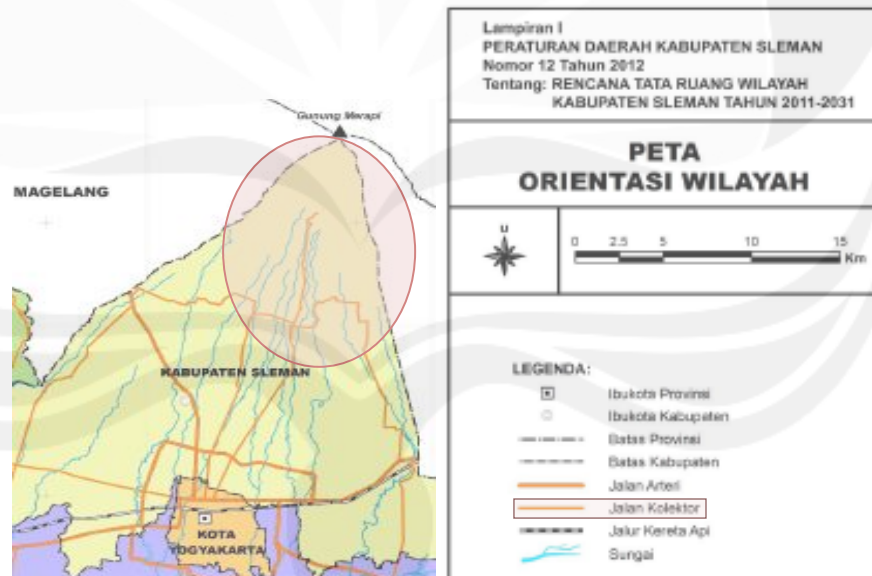 Gunung Merapi
MAGELANG
KABUPATEN SLEMAN
KOTA
YOGYAKARTA
Lampiran I
PERATURAN DAERAH KABUPATEN SLEMAN
Nomor 12 Tahun 2012
Tentang: RENCANA TATA RUANG WILAYAH
KABUPATEN SLEMAN TAHUN 2011-2031
PETA
ORIENTASI WILAYAH
U
0 2.5 5 10 15
Km
LEGENDA:
Ibukota Provinsi
Ibukota Kabupaten
Batas Provinsi
Batas Kabupaten
Jalan Arteri
Jalan Kolektor
Jalur Kereta Api
Sungai